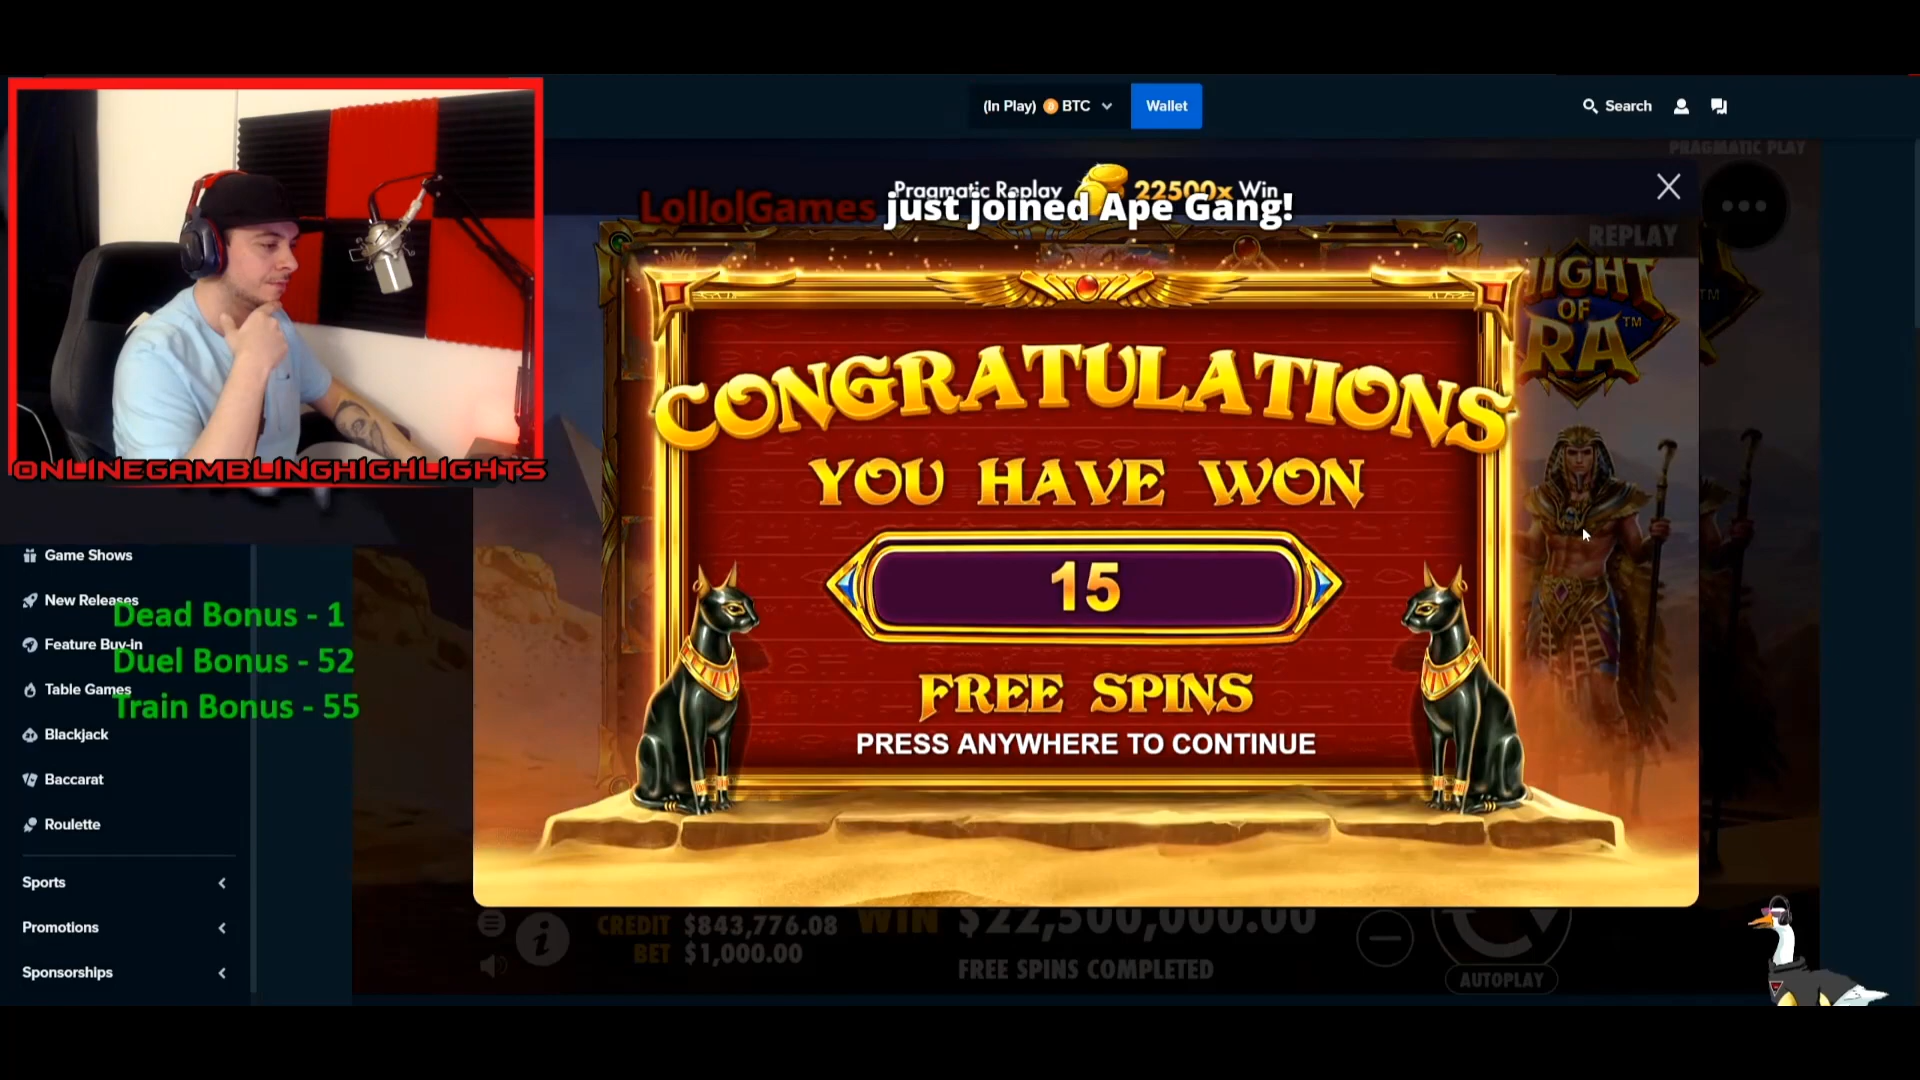 (In Play) BTC
Wallet
Search
PRAGMATIC PLAY
Pragmatic Replay 22500x Win
LollolGames just joined Ape Gang!
REPLAY
MIGHT
OF
RA™
CONGRATULATIONS
YOU HAVE WON
15
FREE SPINS
PRESS ANYWHERE TO CONTINUE
ONLINEGAMBLINGHIGHLIGHTS
Game Shows
New Releases
Dead Bonus - 1
Feature Buy-in
Duel Bonus - 52
Table Games
Train Bonus - 55
Blackjack
Baccarat
Roulette
Sports
Promotions
Sponsorships
CREDIT $843,776.08
BET $1,000.00
WIN $22,500,000.00
FREE SPINS COMPLETED
AUTOPLAY